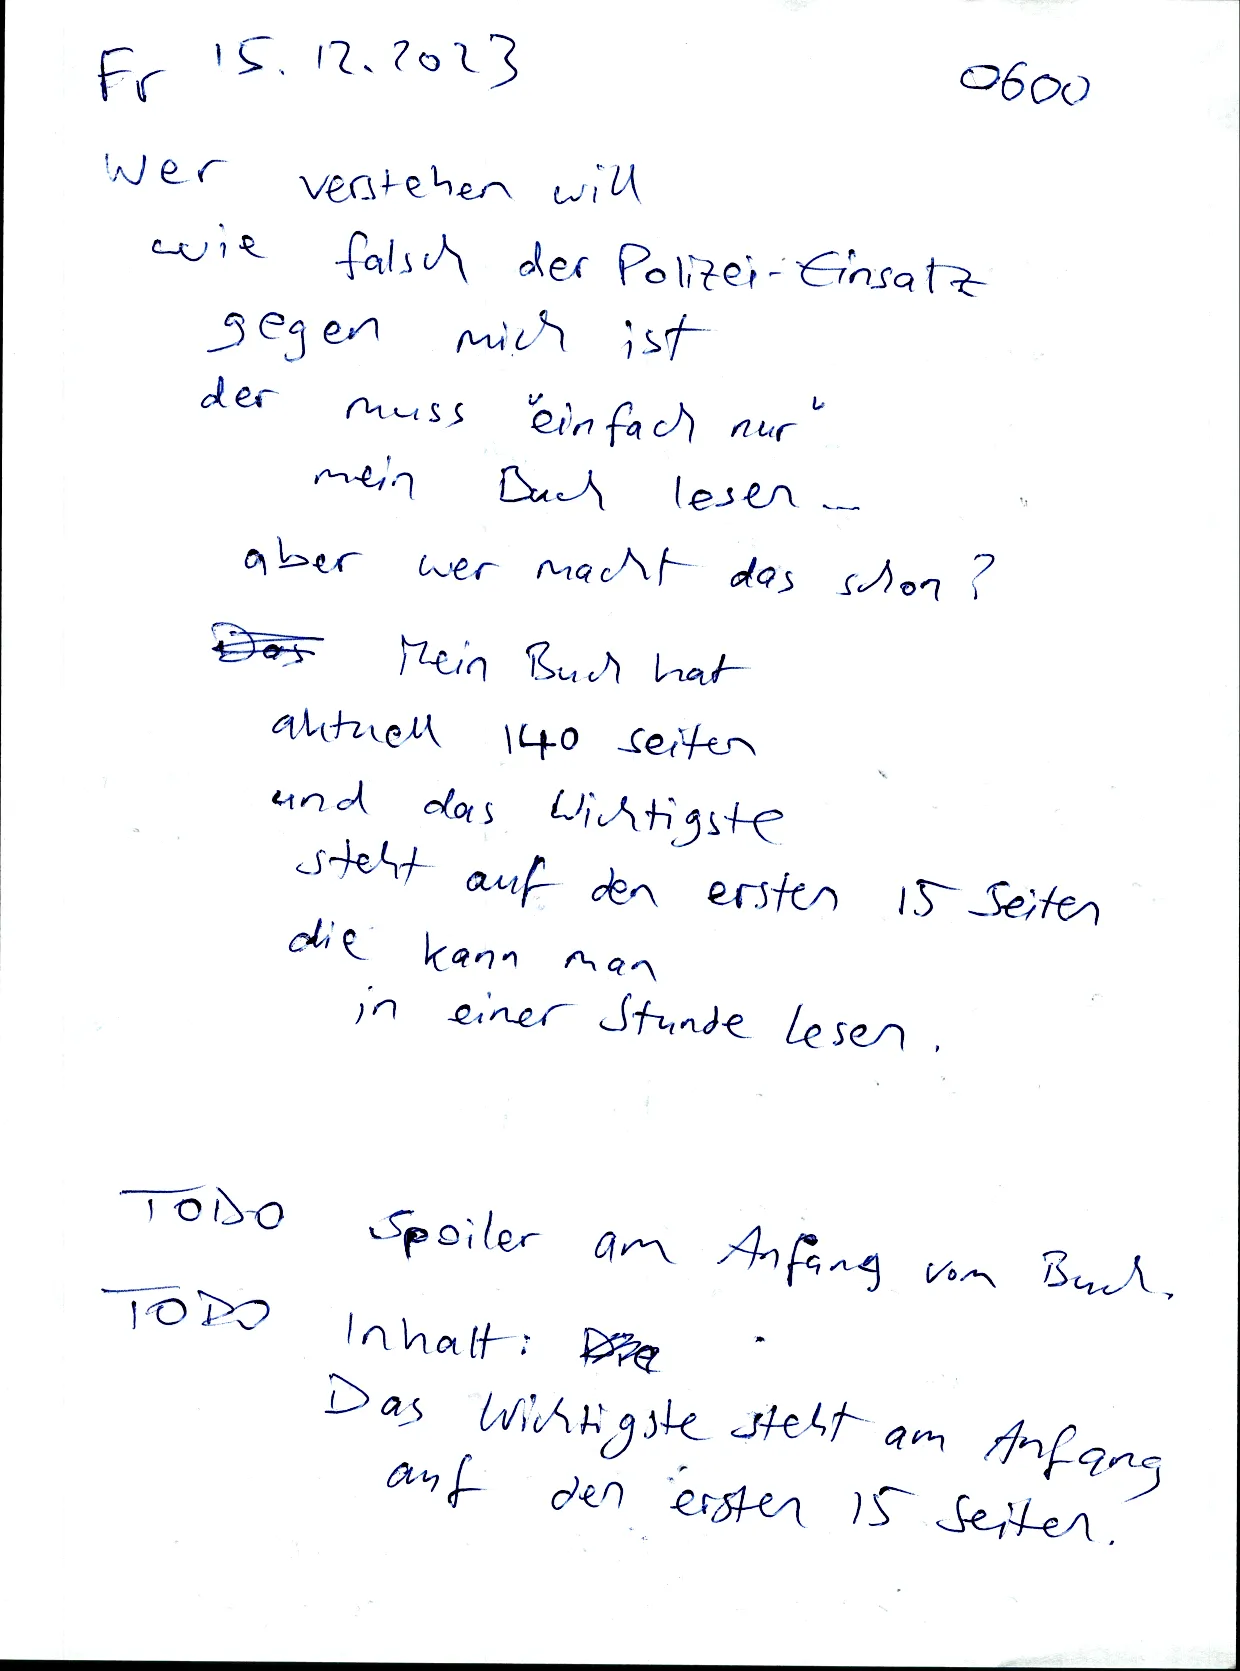 Fr 15.12.2023 0600
Wer verstehen will
wie falsch der Polizei-Einsatz
gegen mich ist
der muss "einfach nur"
mein Buch lesen ...
aber wer macht das schon?
Das Mein Buch hat
aktuell 140 seiten
und das Wichtigste
steht auf den ersten 15 Seiten
die kann man
in einer Stunde lesen.
TODO Spoiler am Anfang vom Buch.
TODO Inhalt: Die
Das Wichtigste steht am Anfang
auf den ersten 15 Seiten.